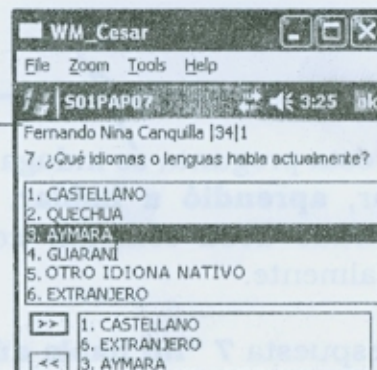 WM_Cesar
File Zoom Tools Help
S01PAP07 3:25 ok
Fernando Nina Canquilla |34|1
7. ¿Qué idiomas o lenguas habla actualmente?
1. CASTELLANO
2. QUECHUA
3. AYMARA
4. GUARANÍ
5. OTRO IDIONA NATIVO
6. EXTRANJERO
>> 1. CASTELLANO
6. EXTRANJERO
<< 3. AYMARA